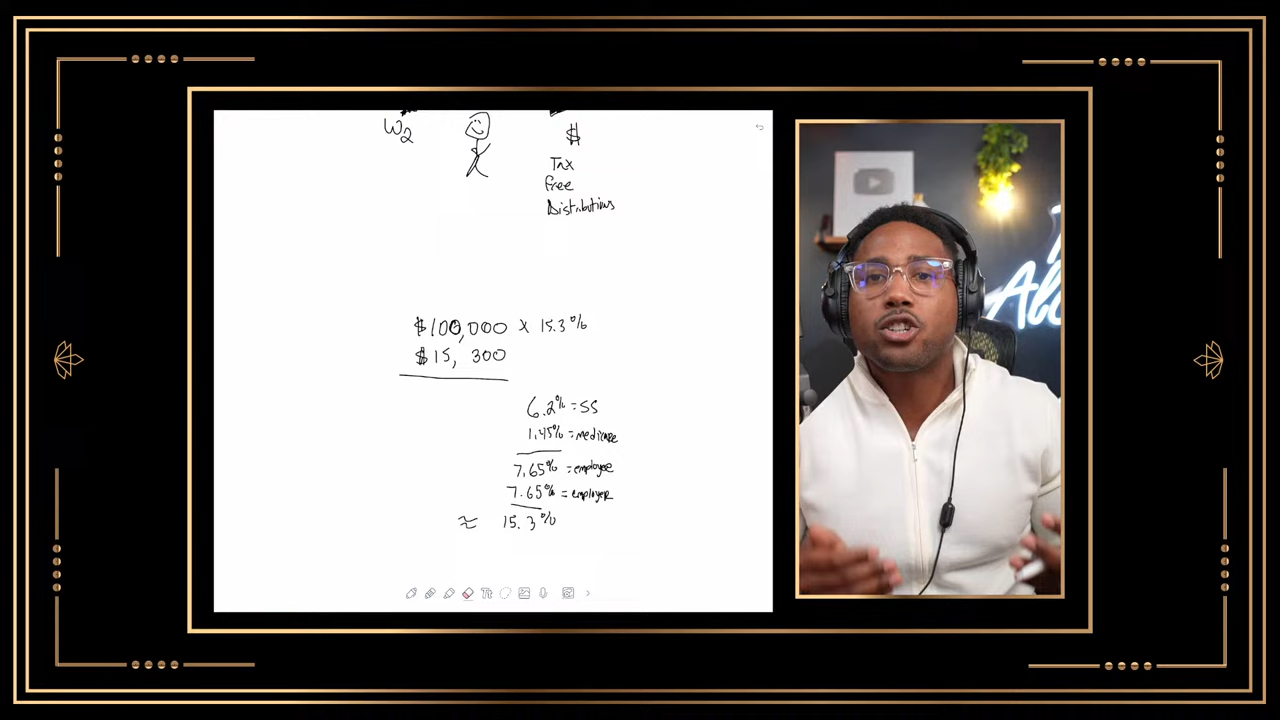 W2
$
Tax
Free
Distributions
$100,000 x 15.3%
$15,300
6.2% = SS
1.45% = medicare
7.65% = employee
7.65% = employer
≈ 15.3%
Tt